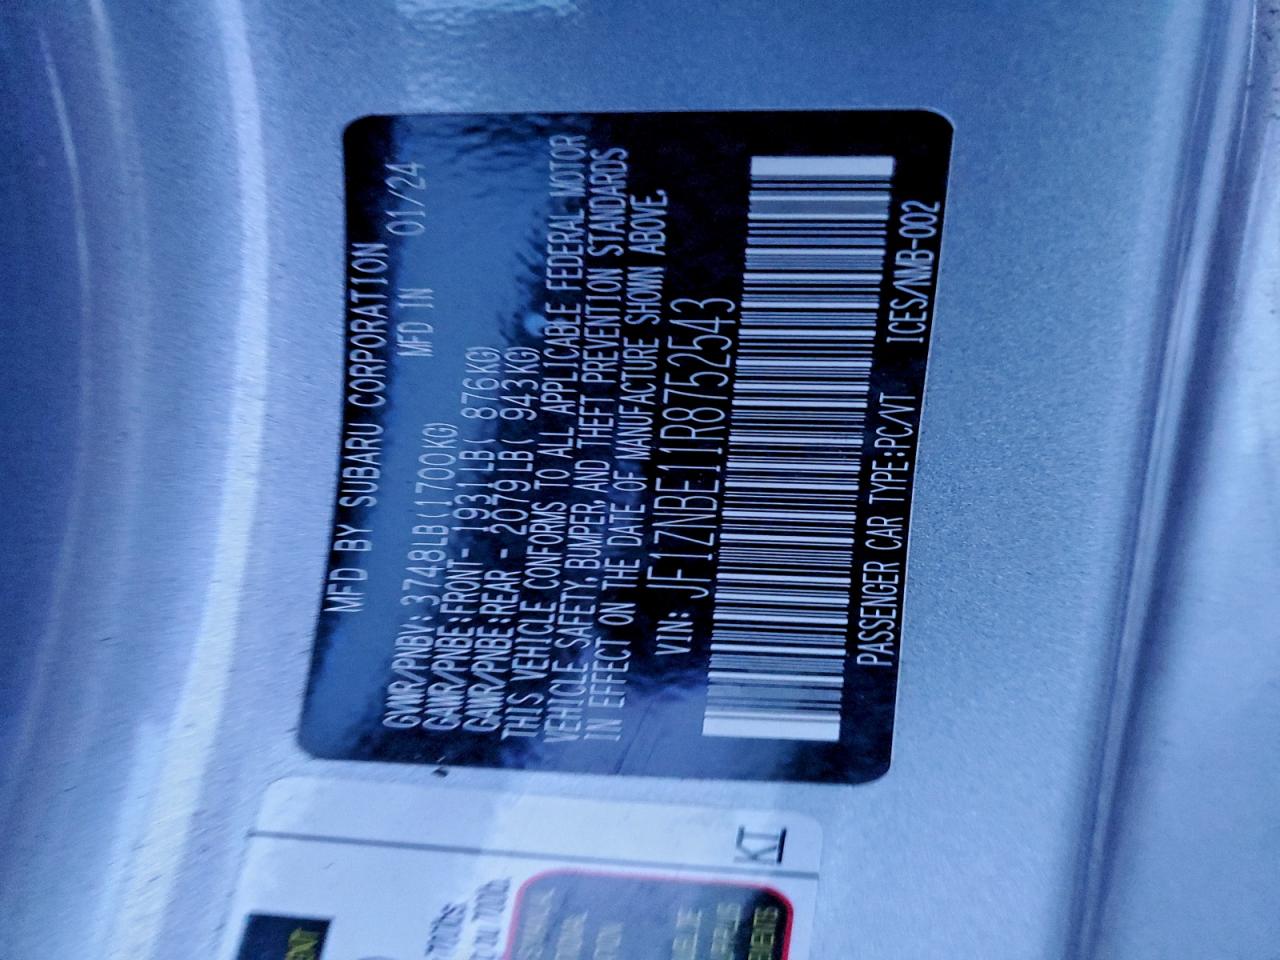 MFD BY SUBARU CORPORATION
MFD IN 01/24
GVWR/PNBV: 3748LB(1700KG)
GAWR/PNBE:FRONT- 1931LB( 876KG)
GAWR/PNBE:REAR - 2079LB( 943KG)
THIS VEHICLE CONFORMS TO ALL APPLICABLE FEDERAL MOTOR
VEHICLE SAFETY, BUMPER, AND THEFT PREVENTION STANDARDS
IN EFFECT ON THE DATE OF MANUFACTURE SHOWN ABOVE.
VIN: JF1ZNBE11R8752543
PASSENGER CAR TYPE:PC/VT ICES/NMB-002
KI